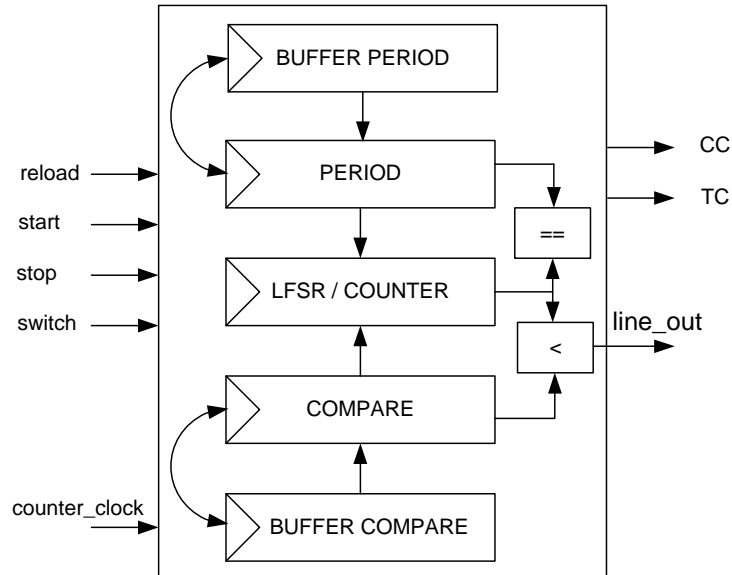 BUFFER PERIOD
PERIOD
CC
reload
TC
start
==
stop
LFSR / COUNTER
switch
line_out
<
COMPARE
counter_clock
BUFFER COMPARE